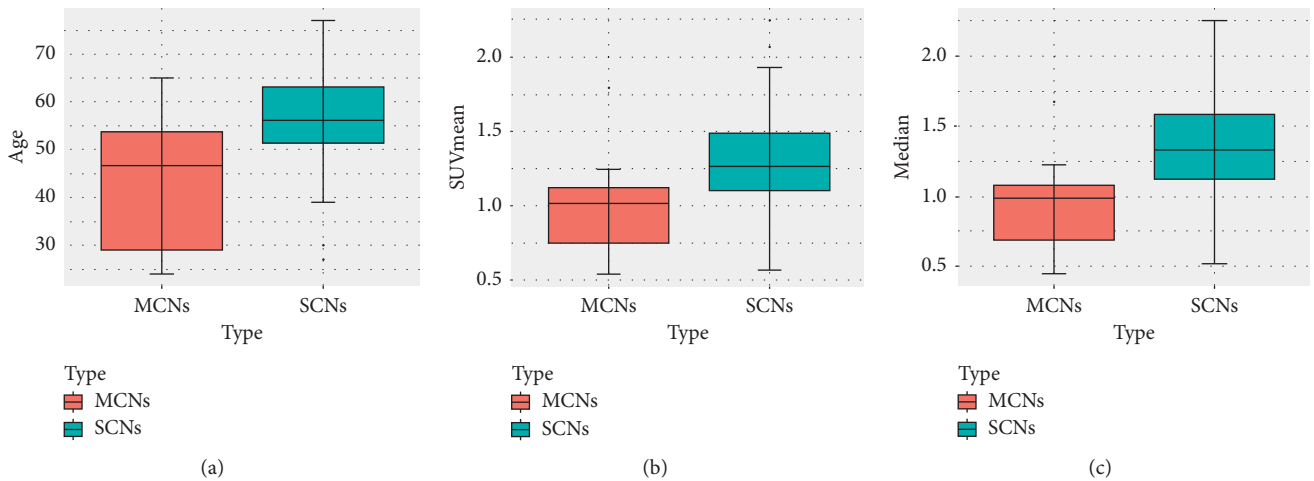 Age
70
60
50
40
30
MCNs
SCNs
Type
Type
MCNs
SCNs
(a)
SUVmean
2.0
1.5
1.0
0.5
MCNs
SCNs
Type
Type
MCNs
SCNs
(b)
Median
2.0
1.5
1.0
0.5
MCNs
SCNs
Type
Type
MCNs
SCNs
(c)